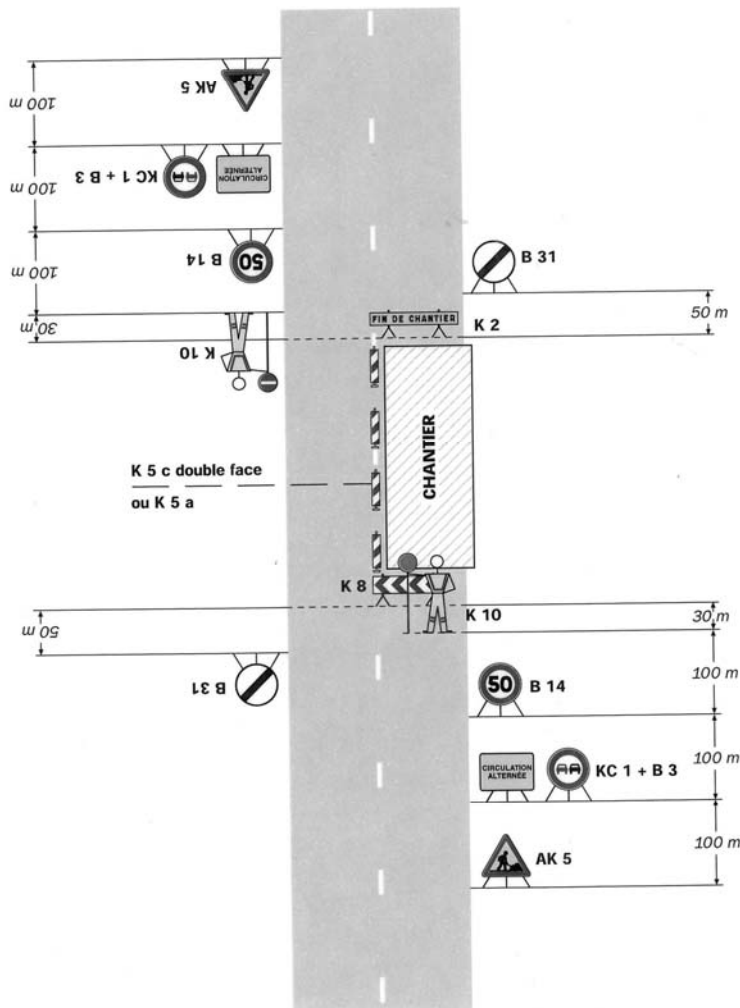 AK 5
100 m
KC 1 + B 3
CIRCULATION
ALTERNÉE
100 m
B 14
50
100 m
B 31
50 m
30 m
FIN DE CHANTIER
K 2
K 10
CHANTIER
K 5 c double face
ou K 5 a
K 8
K 10
30 m
50 m
B 31
100 m
50
B 14
CIRCULATION
ALTERNÉE
KC 1 + B 3
100 m
AK 5
100 m